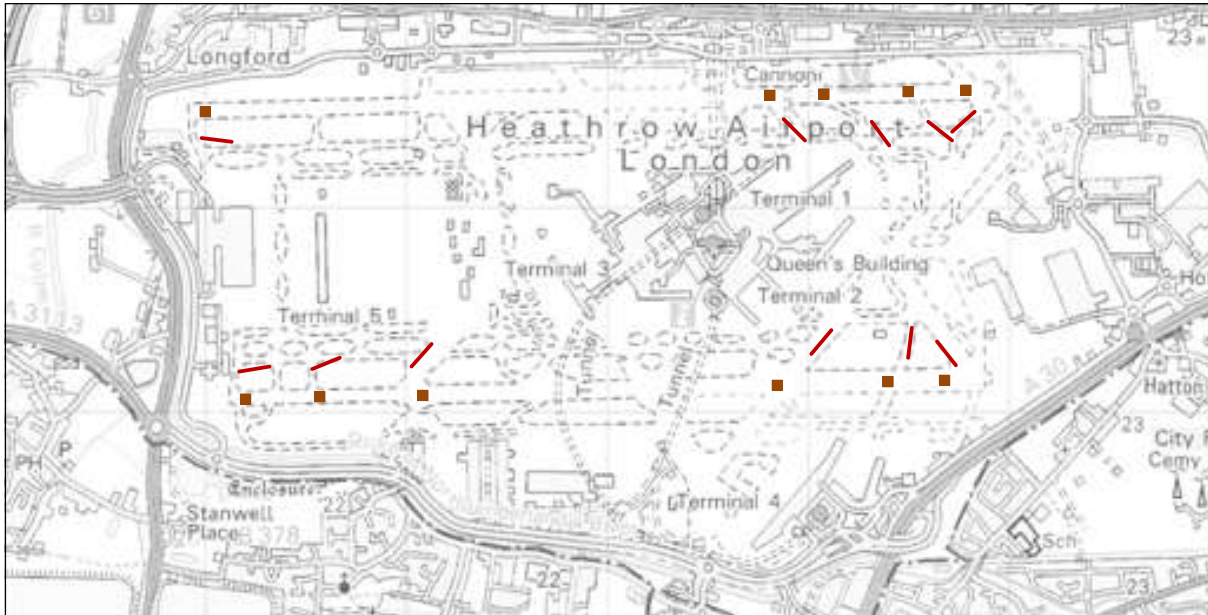 23
Longford
Cannon
Heathrow Airport
London
Terminal 1
Terminal 3
Queen's Building
Terminal 2
Terminal 5
A 3113
Ho
Tunnel
Tunnel
A 30
Hatton
23
City
Cemy
PH
P
Enclosure
22
Stanwell
Place
B 378
Terminal 4
Sch
22
23